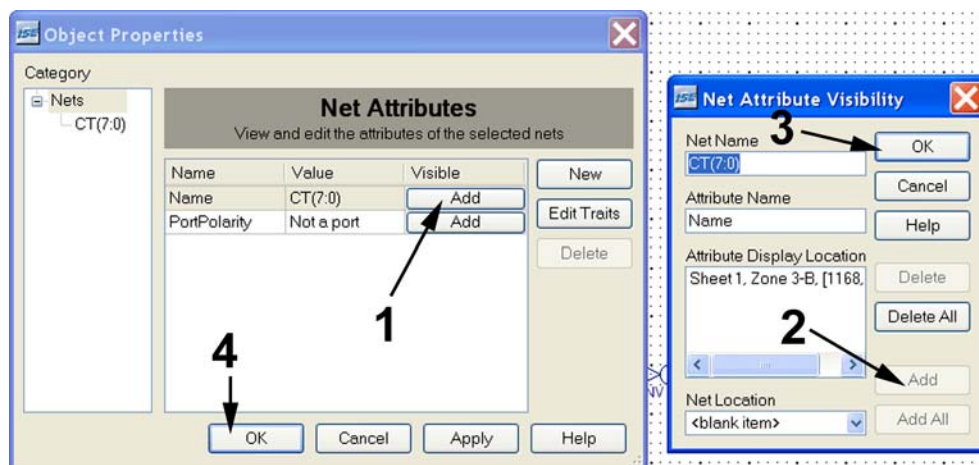 ISE Object Properties
Category
Nets
CT(7:0)
Net Attributes
View and edit the attributes of the selected nets
Name Value Visible
Name CT(7:0) Add
PortPolarity Not a port Add
New
Edit Traits
Delete
1
4
OK Cancel Apply Help
ISE Net Attribute Visibility
3
Net Name
CT(7:0)
Attribute Name
Name
Attribute Display Location
Sheet 1, Zone 3-B, [1168,
2
Net Location
<blank item>
OK
Cancel
Help
Delete
Delete All
Add
Add All